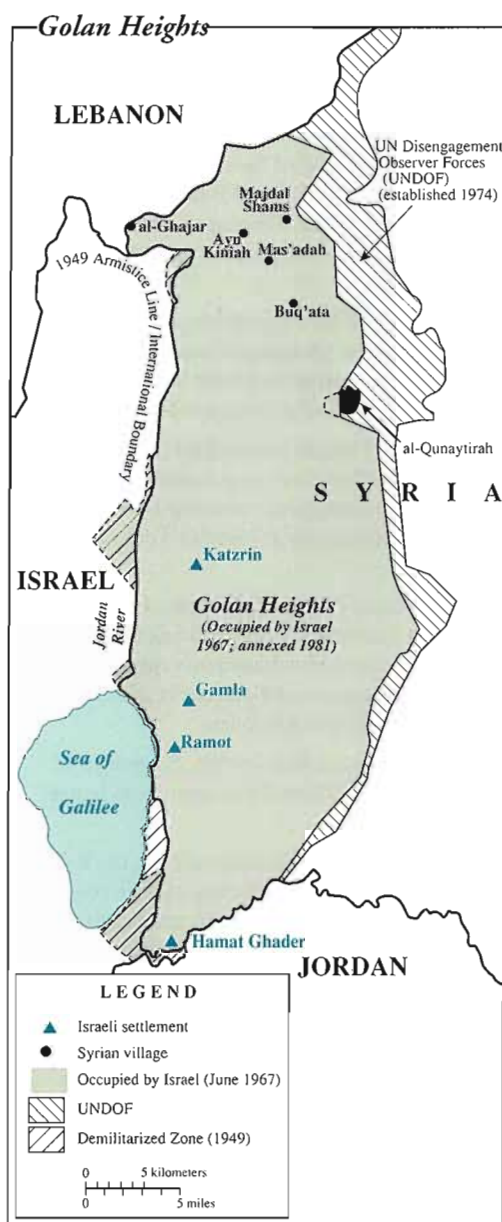 Golan Heights
LEBANON
UN Disengagement
Observer Forces
(UNDOF)
(established 1974)
Majdal
Shams
al-Ghajar
Ayn
Kiniah
Mas'adah
1949 Armistice Line / International Boundary
Buq'ata
al-Qunaytirah
SYRIA
Katzrin
ISRAEL
Jordan
River
Golan Heights
(Occupied by Israel
1967; annexed 1981)
Gamla
Ramot
Sea of
Galilee
Hamat Ghader
JORDAN
LEGEND
Israeli settlement
Syrian village
Occupied by Israel (June 1967)
UNDOF
Demilitarized Zone (1949)
0 5 kilometers
0 5 miles